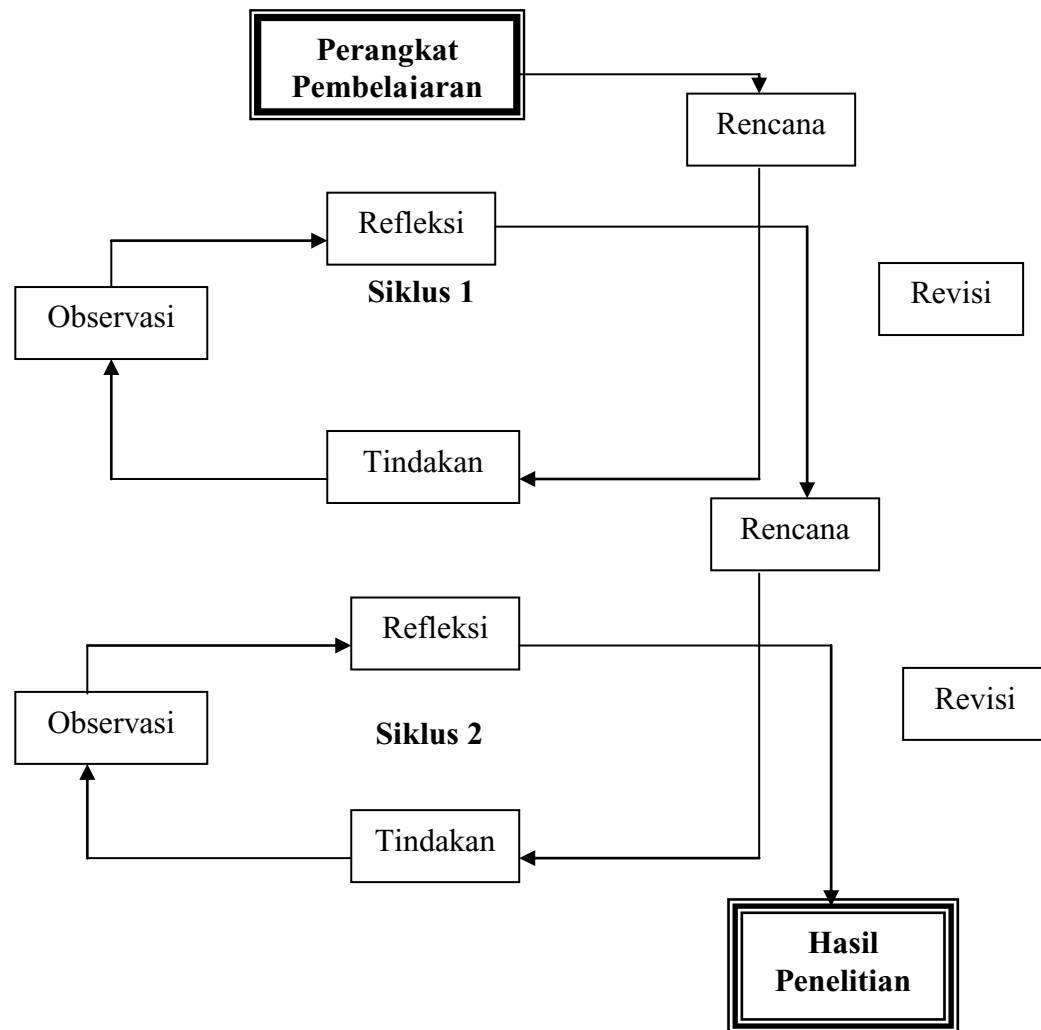 Perangkat
Pembelajaran
Rencana
Refleksi
Siklus 1
Revisi
Observasi
Tindakan
Rencana
Refleksi
Revisi
Observasi
Siklus 2
Tindakan
Hasil
Penelitian